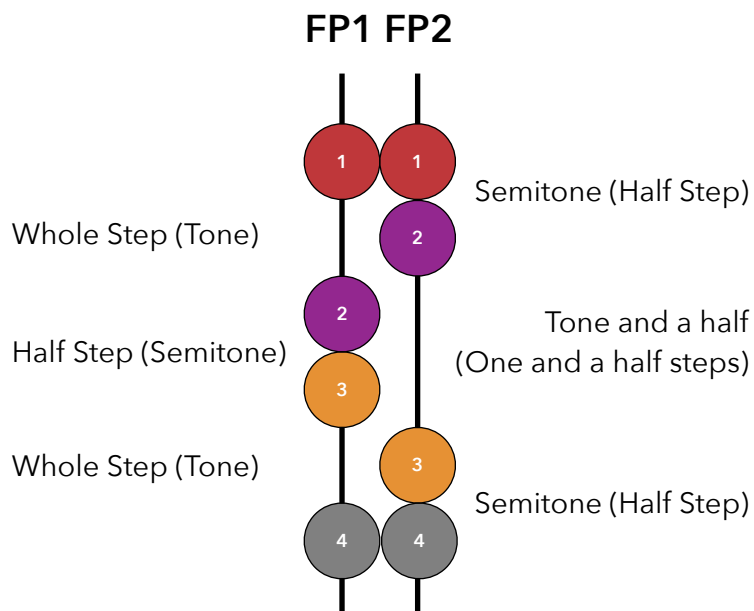 FP1 FP2
1 1
Semitone (Half Step)
Whole Step (Tone)
2
2
Tone and a half
Half Step (Semitone)
(One and a half steps)
3
Whole Step (Tone)
3
Semitone (Half Step)
4 4